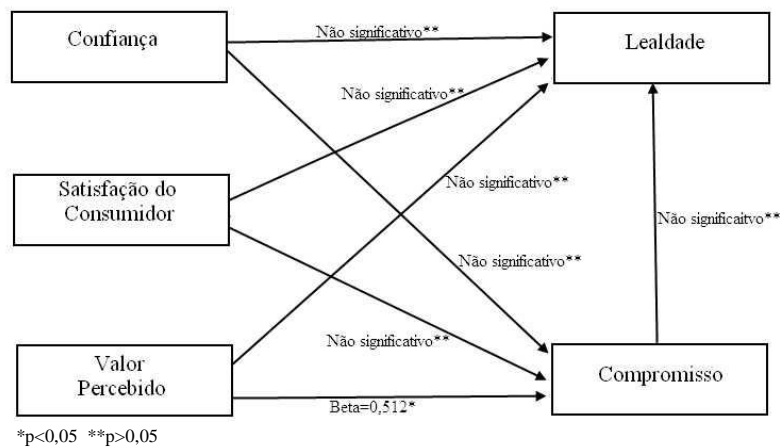 Confiança
Não significativo**
Lealdade
Não significativo**
Satisfação do
Consumidor
Não significativo**
Não significaitvo**
Não significativo**
Não significativo**
Valor
Percebido
Compromisso
Beta=0,512*
*p<0,05 **p>0,05